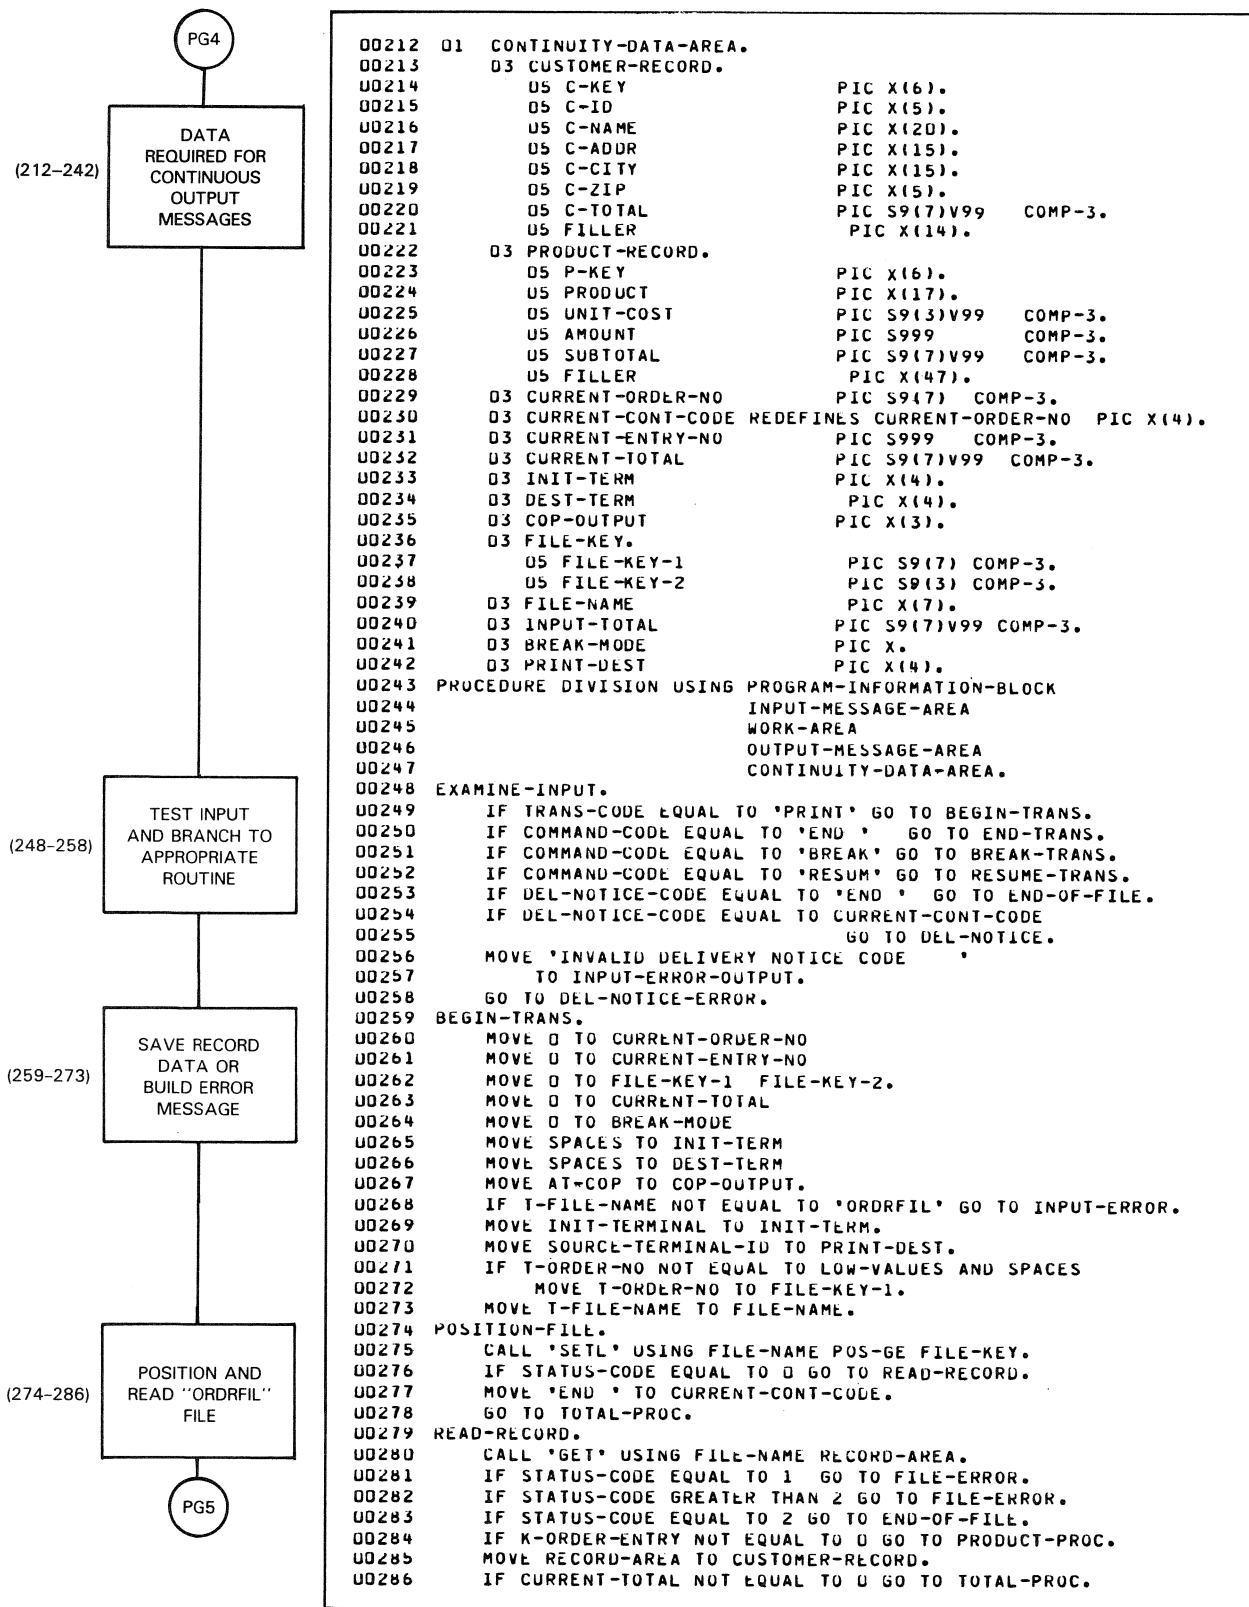 PG4
DATA
REQUIRED FOR
CONTINUOUS
OUTPUT
MESSAGES
(212–242)
TEST INPUT
AND BRANCH TO
APPROPRIATE
ROUTINE
(248–258)
SAVE RECORD
DATA OR
BUILD ERROR
MESSAGE
(259–273)
POSITION AND
READ "ORDRFIL"
FILE
(274–286)
PG5
00212 01 CONTINUITY-DATA-AREA.
00213 03 CUSTOMER-RECORD.
00214 05 C-KEY PIC X(6).
00215 05 C-ID PIC X(5).
00216 05 C-NAME PIC X(20).
00217 05 C-ADDR PIC X(15).
00218 05 C-CITY PIC X(15).
00219 05 C-ZIP PIC X(5).
00220 05 C-TOTAL PIC S9(7)V99 COMP-3.
00221 05 FILLER PIC X(14).
00222 03 PRODUCT-RECORD.
00223 05 P-KEY PIC X(6).
00224 05 PRODUCT PIC X(17).
00225 05 UNIT-COST PIC S9(3)V99 COMP-3.
00226 05 AMOUNT PIC S999 COMP-3.
00227 05 SUBTOTAL PIC S9(7)V99 COMP-3.
00228 05 FILLER PIC X(47).
00229 03 CURRENT-ORDER-NO PIC S9(7) COMP-3.
00230 03 CURRENT-CONT-CODE REDEFINES CURRENT-ORDER-NO PIC X(4).
00231 03 CURRENT-ENTRY-NO PIC S999 COMP-3.
00232 03 CURRENT-TOTAL PIC S9(7)V99 COMP-3.
00233 03 INIT-TERM PIC X(4).
00234 03 DEST-TERM PIC X(4).
00235 03 COP-OUTPUT PIC X(3).
00236 03 FILE-KEY.
00237 05 FILE-KEY-1 PIC S9(7) COMP-3.
00238 05 FILE-KEY-2 PIC S9(3) COMP-3.
00239 03 FILE-NAME PIC X(7).
00240 03 INPUT-TOTAL PIC S9(7)V99 COMP-3.
00241 03 BREAK-MODE PIC X.
00242 03 PRINT-DEST PIC X(4).
00243 PROCEDURE DIVISION USING PROGRAM-INFORMATION-BLOCK
00244 INPUT-MESSAGE-AREA
00245 WORK-AREA
00246 OUTPUT-MESSAGE-AREA
00247 CONTINUITY-DATA-AREA.
00248 EXAMINE-INPUT.
00249 IF TRANS-CODE EQUAL TO 'PRINT' GO TO BEGIN-TRANS.
00250 IF COMMAND-CODE EQUAL TO 'END ' GO TO END-TRANS.
00251 IF COMMAND-CODE EQUAL TO 'BREAK' GO TO BREAK-TRANS.
00252 IF COMMAND-CODE EQUAL TO 'RESUM' GO TO RESUME-TRANS.
00253 IF DEL-NOTICE-CODE EQUAL TO 'END ' GO TO END-OF-FILE.
00254 IF DEL-NOTICE-CODE EQUAL TO CURRENT-CONT-CODE
00255 GO TO DEL-NOTICE.
00256 MOVE 'INVALID DELIVERY NOTICE CODE '
00257 TO INPUT-ERROR-OUTPUT.
00258 GO TO DEL-NOTICE-ERROR.
00259 BEGIN-TRANS.
00260 MOVE 0 TO CURRENT-ORDER-NO
00261 MOVE 0 TO CURRENT-ENTRY-NO
00262 MOVE 0 TO FILE-KEY-1 FILE-KEY-2.
00263 MOVE 0 TO CURRENT-TOTAL
00264 MOVE 0 TO BREAK-MODE
00265 MOVE SPACES TO INIT-TERM
00266 MOVE SPACES TO DEST-TERM
00267 MOVE AT-COP TO COP-OUTPUT.
00268 IF T-FILE-NAME NOT EQUAL TO 'ORDRFIL' GO TO INPUT-ERROR.
00269 MOVE INIT-TERMINAL TO INIT-TERM.
00270 MOVE SOURCE-TERMINAL-ID TO PRINT-DEST.
00271 IF T-ORDER-NO NOT EQUAL TO LOW-VALUES AND SPACES
00272 MOVE T-ORDER-NO TO FILE-KEY-1.
00273 MOVE T-FILE-NAME TO FILE-NAME.
00274 POSITION-FILE.
00275 CALL 'SETL' USING FILE-NAME POS-GE FILE-KEY.
00276 IF STATUS-CODE EQUAL TO 0 GO TO READ-RECORD.
00277 MOVE 'END ' TO CURRENT-CONT-CODE.
00278 GO TO TOTAL-PROC.
00279 READ-RECORD.
00280 CALL 'GET' USING FILE-NAME RECORD-AREA.
00281 IF STATUS-CODE EQUAL TO 1 GO TO FILE-ERROR.
00282 IF STATUS-CODE GREATER THAN 2 GO TO FILE-ERROR.
00283 IF STATUS-CODE EQUAL TO 2 GO TO END-OF-FILE.
00284 IF K-ORDER-ENTRY NOT EQUAL TO 0 GO TO PRODUCT-PROC.
00285 MOVE RECORD-AREA TO CUSTOMER-RECORD.
00286 IF CURRENT-TOTAL NOT EQUAL TO 0 GO TO TOTAL-PROC.